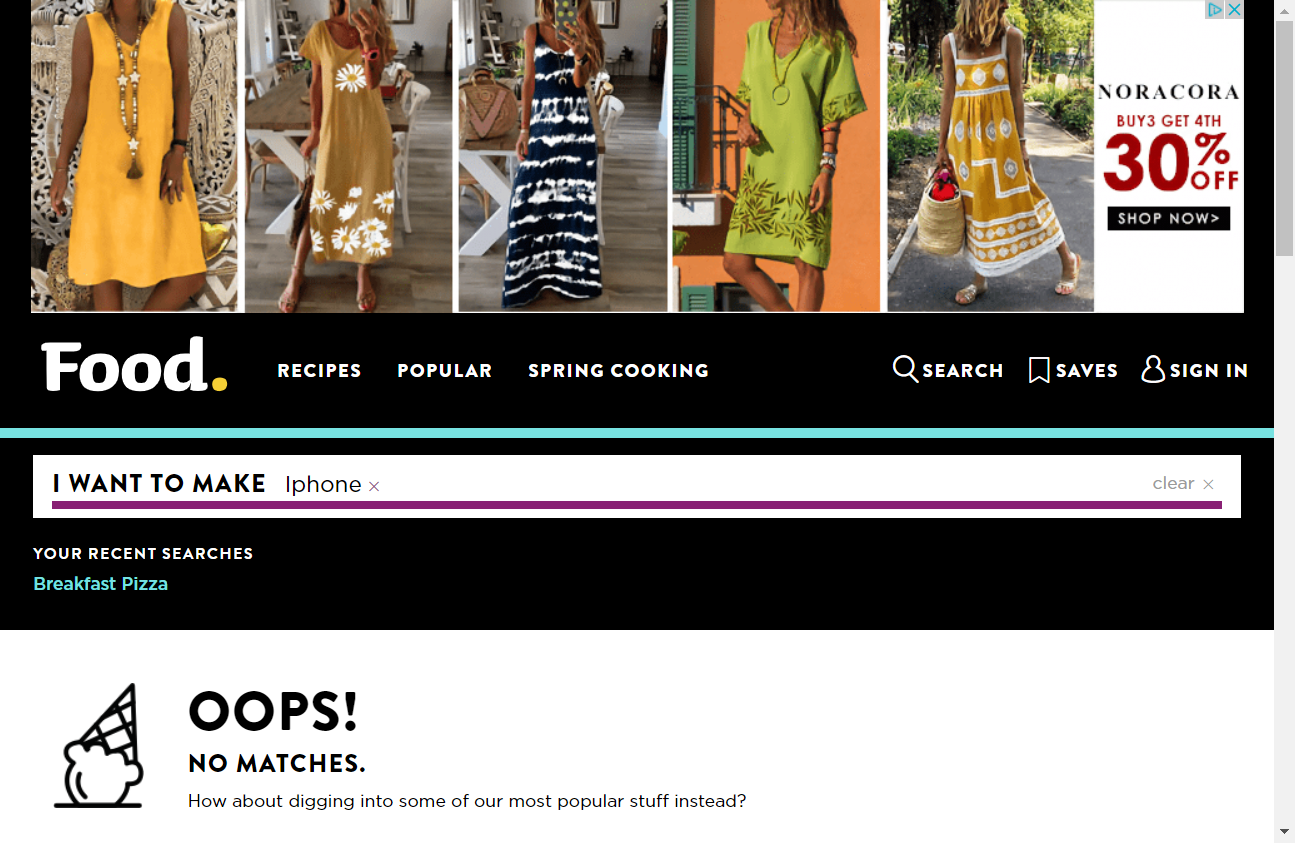 NORACORA
BUY3 GET 4TH
30% OFF
SHOP NOW>
Food.
RECIPES
POPULAR
SPRING COOKING
SEARCH
SAVES
SIGN IN
I WANT TO MAKE Iphone ×
clear ×
YOUR RECENT SEARCHES
Breakfast Pizza
OOPS!
NO MATCHES.
How about digging into some of our most popular stuff instead?